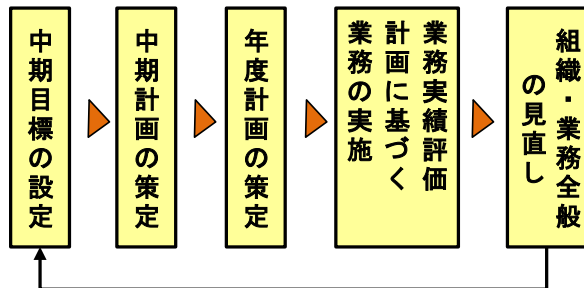 中期目標の設定
中期計画の策定
年度計画の策定
業務実績評価
計画に基づく
業務の実施
組織・業務全般
の見直し